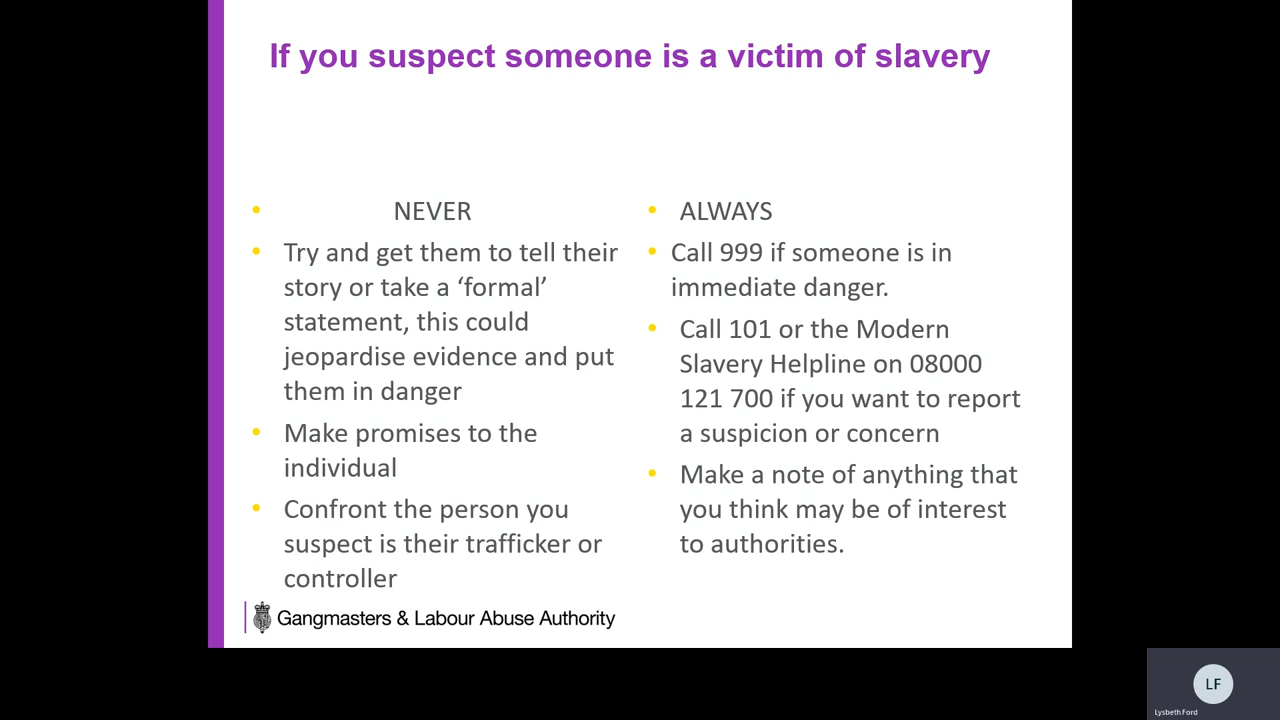 If you suspect someone is a victim of slavery
• NEVER
• Try and get them to tell their
story or take a ‘formal’
statement, this could
jeopardise evidence and put
them in danger
• Make promises to the
individual
• Confront the person you
suspect is their trafficker or
controller
• ALWAYS
• Call 999 if someone is in
immediate danger.
• Call 101 or the Modern
Slavery Helpline on 08000
121 700 if you want to report
a suspicion or concern
• Make a note of anything that
you think may be of interest
to authorities.
Gangmasters & Labour Abuse Authority
LF
Lysbeth Ford